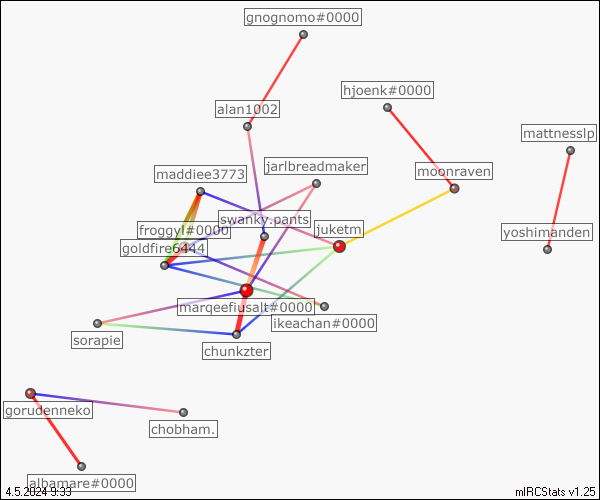 gnognomo#0000
hjoenk#0000
alan1002
mattnesslp
jarlbreadmaker
moonraven
maddiee3773
swanky.pants
froggyl#0000
juketm
yoshimanden
goldfire6444
marqeefiusalt#0000
ikeachan#0000
sorapie
chunkzter
gorudenneko
chobham.
albamare#0000
4.5.2024 9:33
mIRCStats v1.25